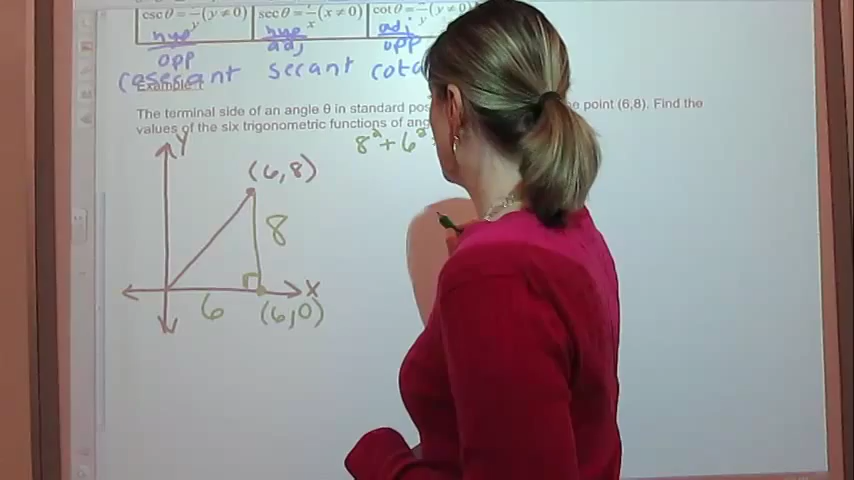 csc θ = r/y (y ≠ 0) sec θ = r/x (x ≠ 0) cot θ = x/y (y ≠ 0)
hyp/opp hyp/adj adj/opp
cosecant secant cota
Example 1
The terminal side of an angle θ in standard pos e point (6,8). Find the
values of the six trigonometric functions of ang
y 8² + 6²
(6,8)
8
x
6 (6,0)